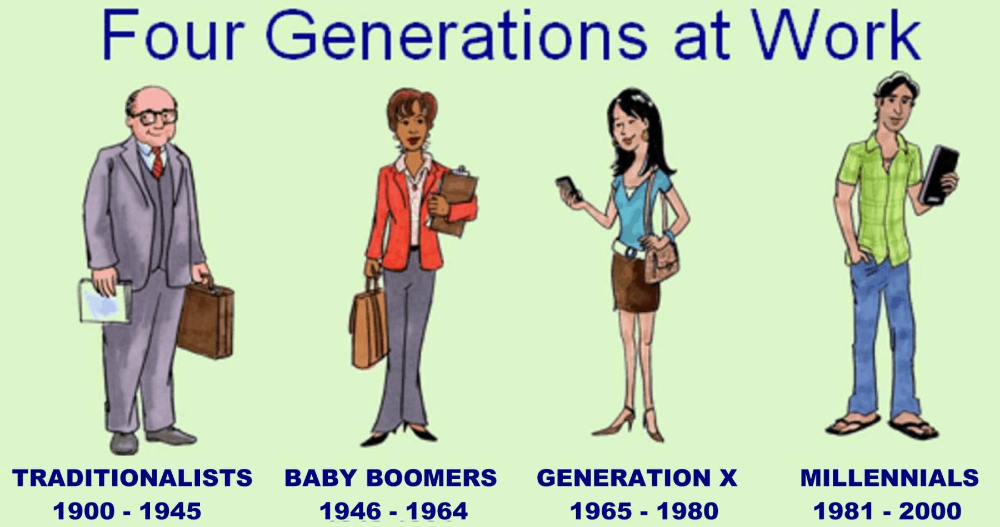 Four Generations at Work
TRADITIONALISTS
1900 - 1945
BABY BOOMERS
1946 - 1964
GENERATION X
1965 - 1980
MILLENNIALS
1981 - 2000